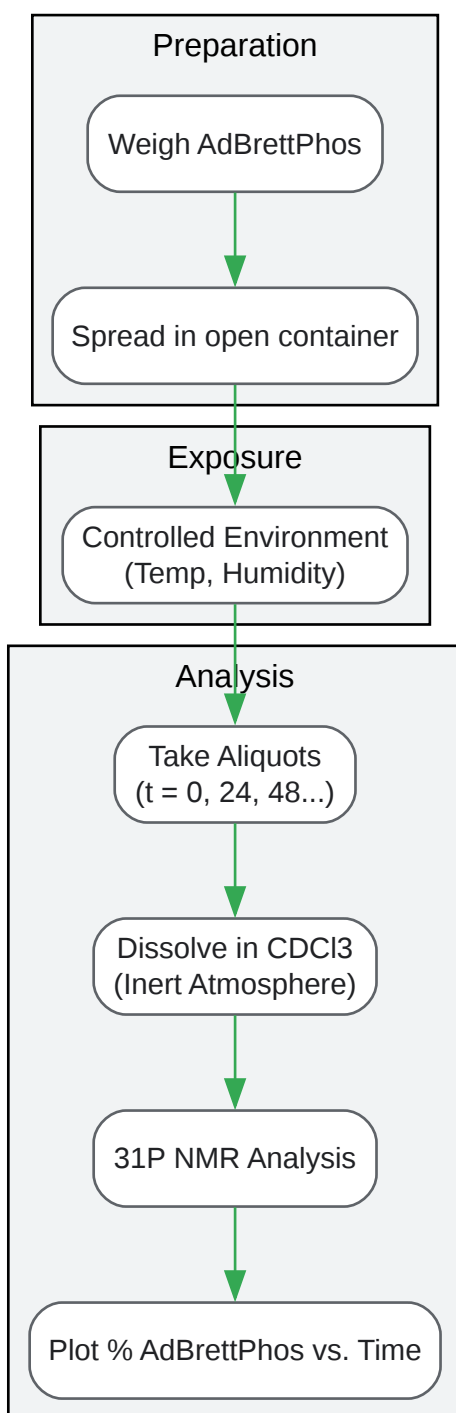 Preparation
Weigh AdBrettPhos
Spread in open container
Exposure
Controlled Environment
(Temp, Humidity)
Analysis
Take Aliquots
(t = 0, 24, 48...)
Dissolve in CDCl3
(Inert Atmosphere)
31P NMR Analysis
Plot % AdBrettPhos vs. Time